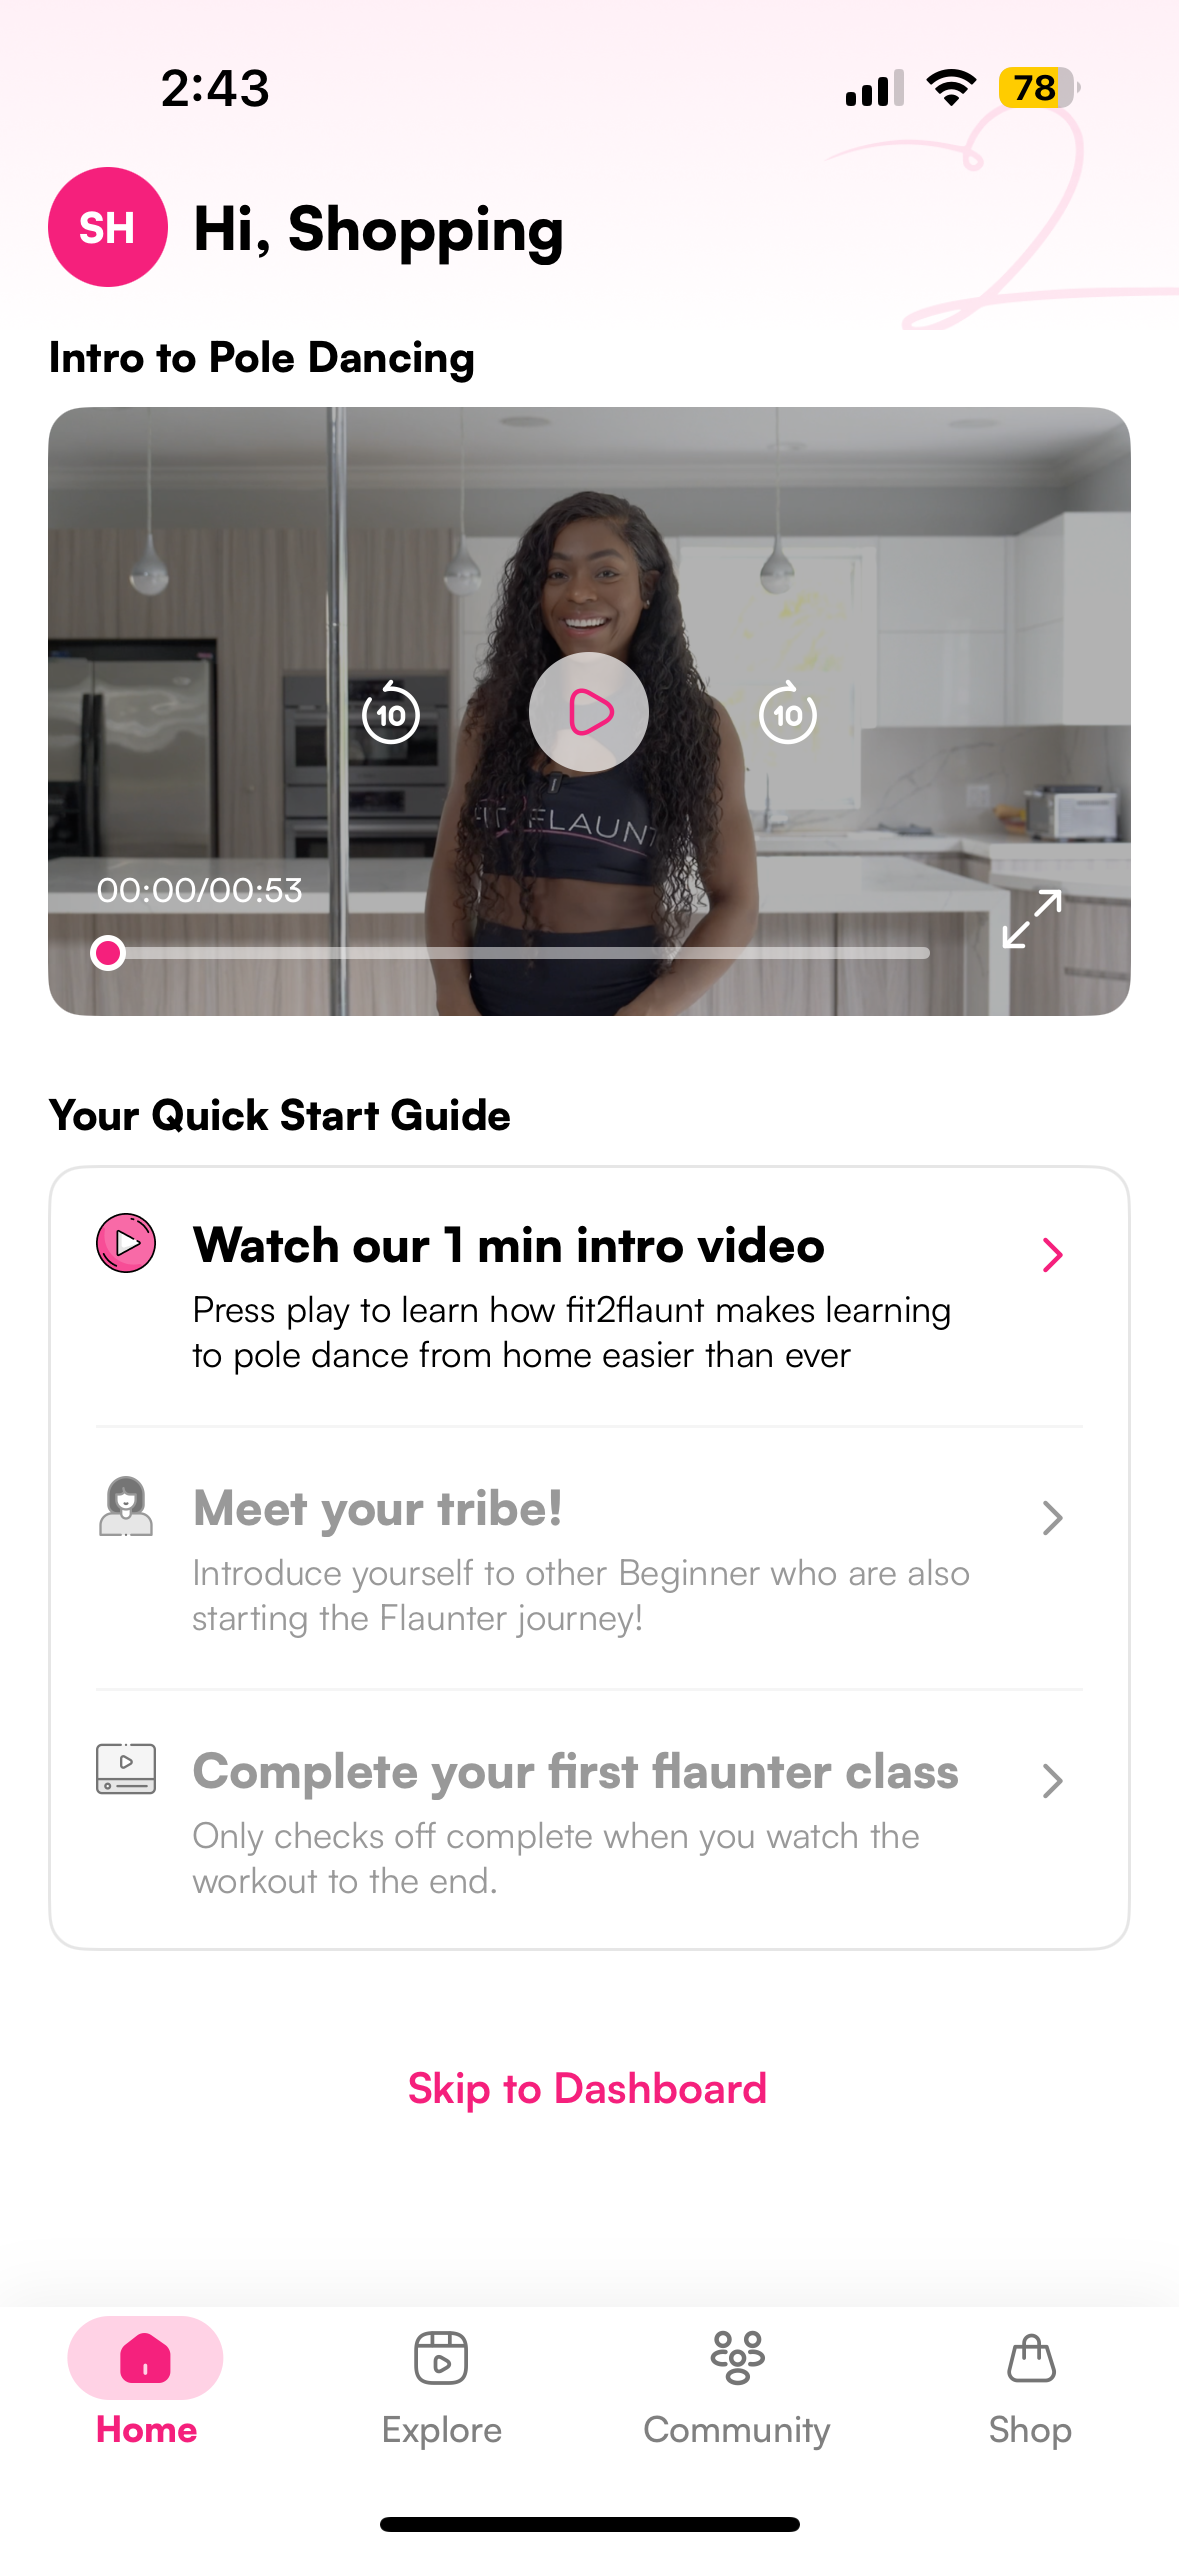 2:43
78
SH
Hi, Shopping
Intro to Pole Dancing
10
10
FLAUNT
00:00/00:53
Your Quick Start Guide
Watch our 1 min intro video
Press play to learn how fit2flaunt makes learning
to pole dance from home easier than ever
Meet your tribe!
Introduce yourself to other Beginner who are also
starting the Flaunter journey!
Complete your first flaunter class
Only checks off complete when you watch the
workout to the end.
Skip to Dashboard
Home
Explore
Community
Shop